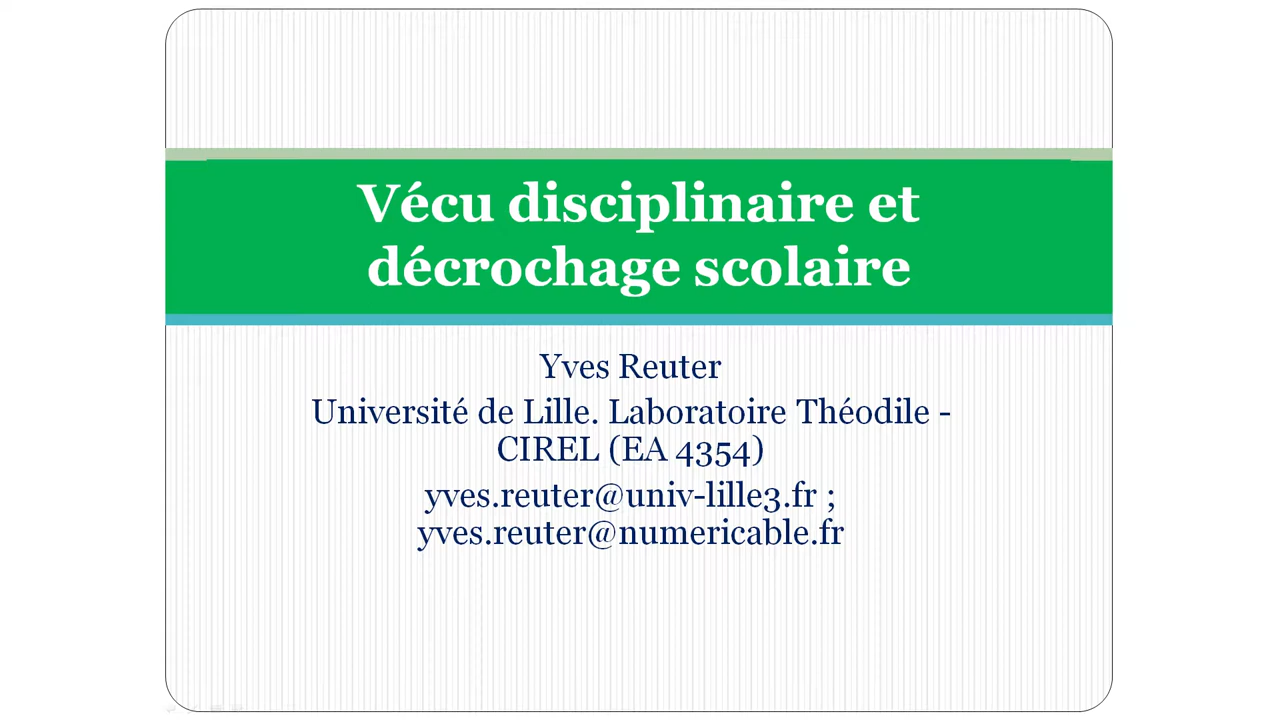 Vécu disciplinaire et
décrochage scolaire
Yves Reuter
Université de Lille. Laboratoire Théodile -
CIREL (EA 4354)
yves.reuter@univ-lille3.fr ;
yves.reuter@numericable.fr